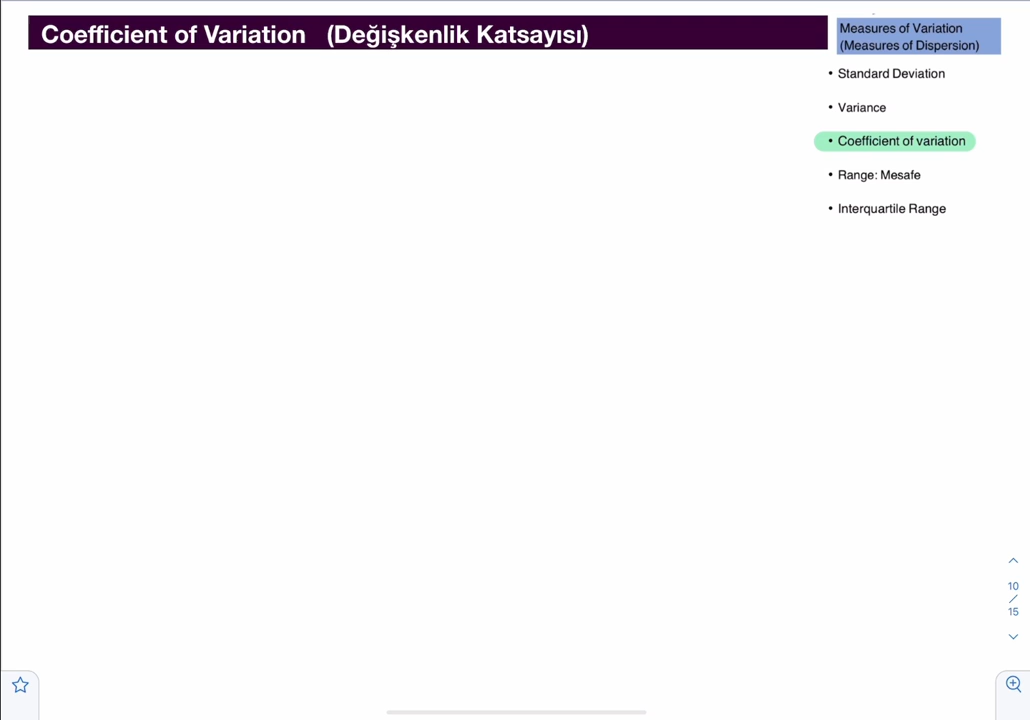 Coefficient of Variation (Değişkenlik Katsayısı)
Measures of Variation
(Measures of Dispersion)
• Standard Deviation
• Variance
• Coefficient of variation
• Range: Mesafe
• Interquartile Range
10
/
15